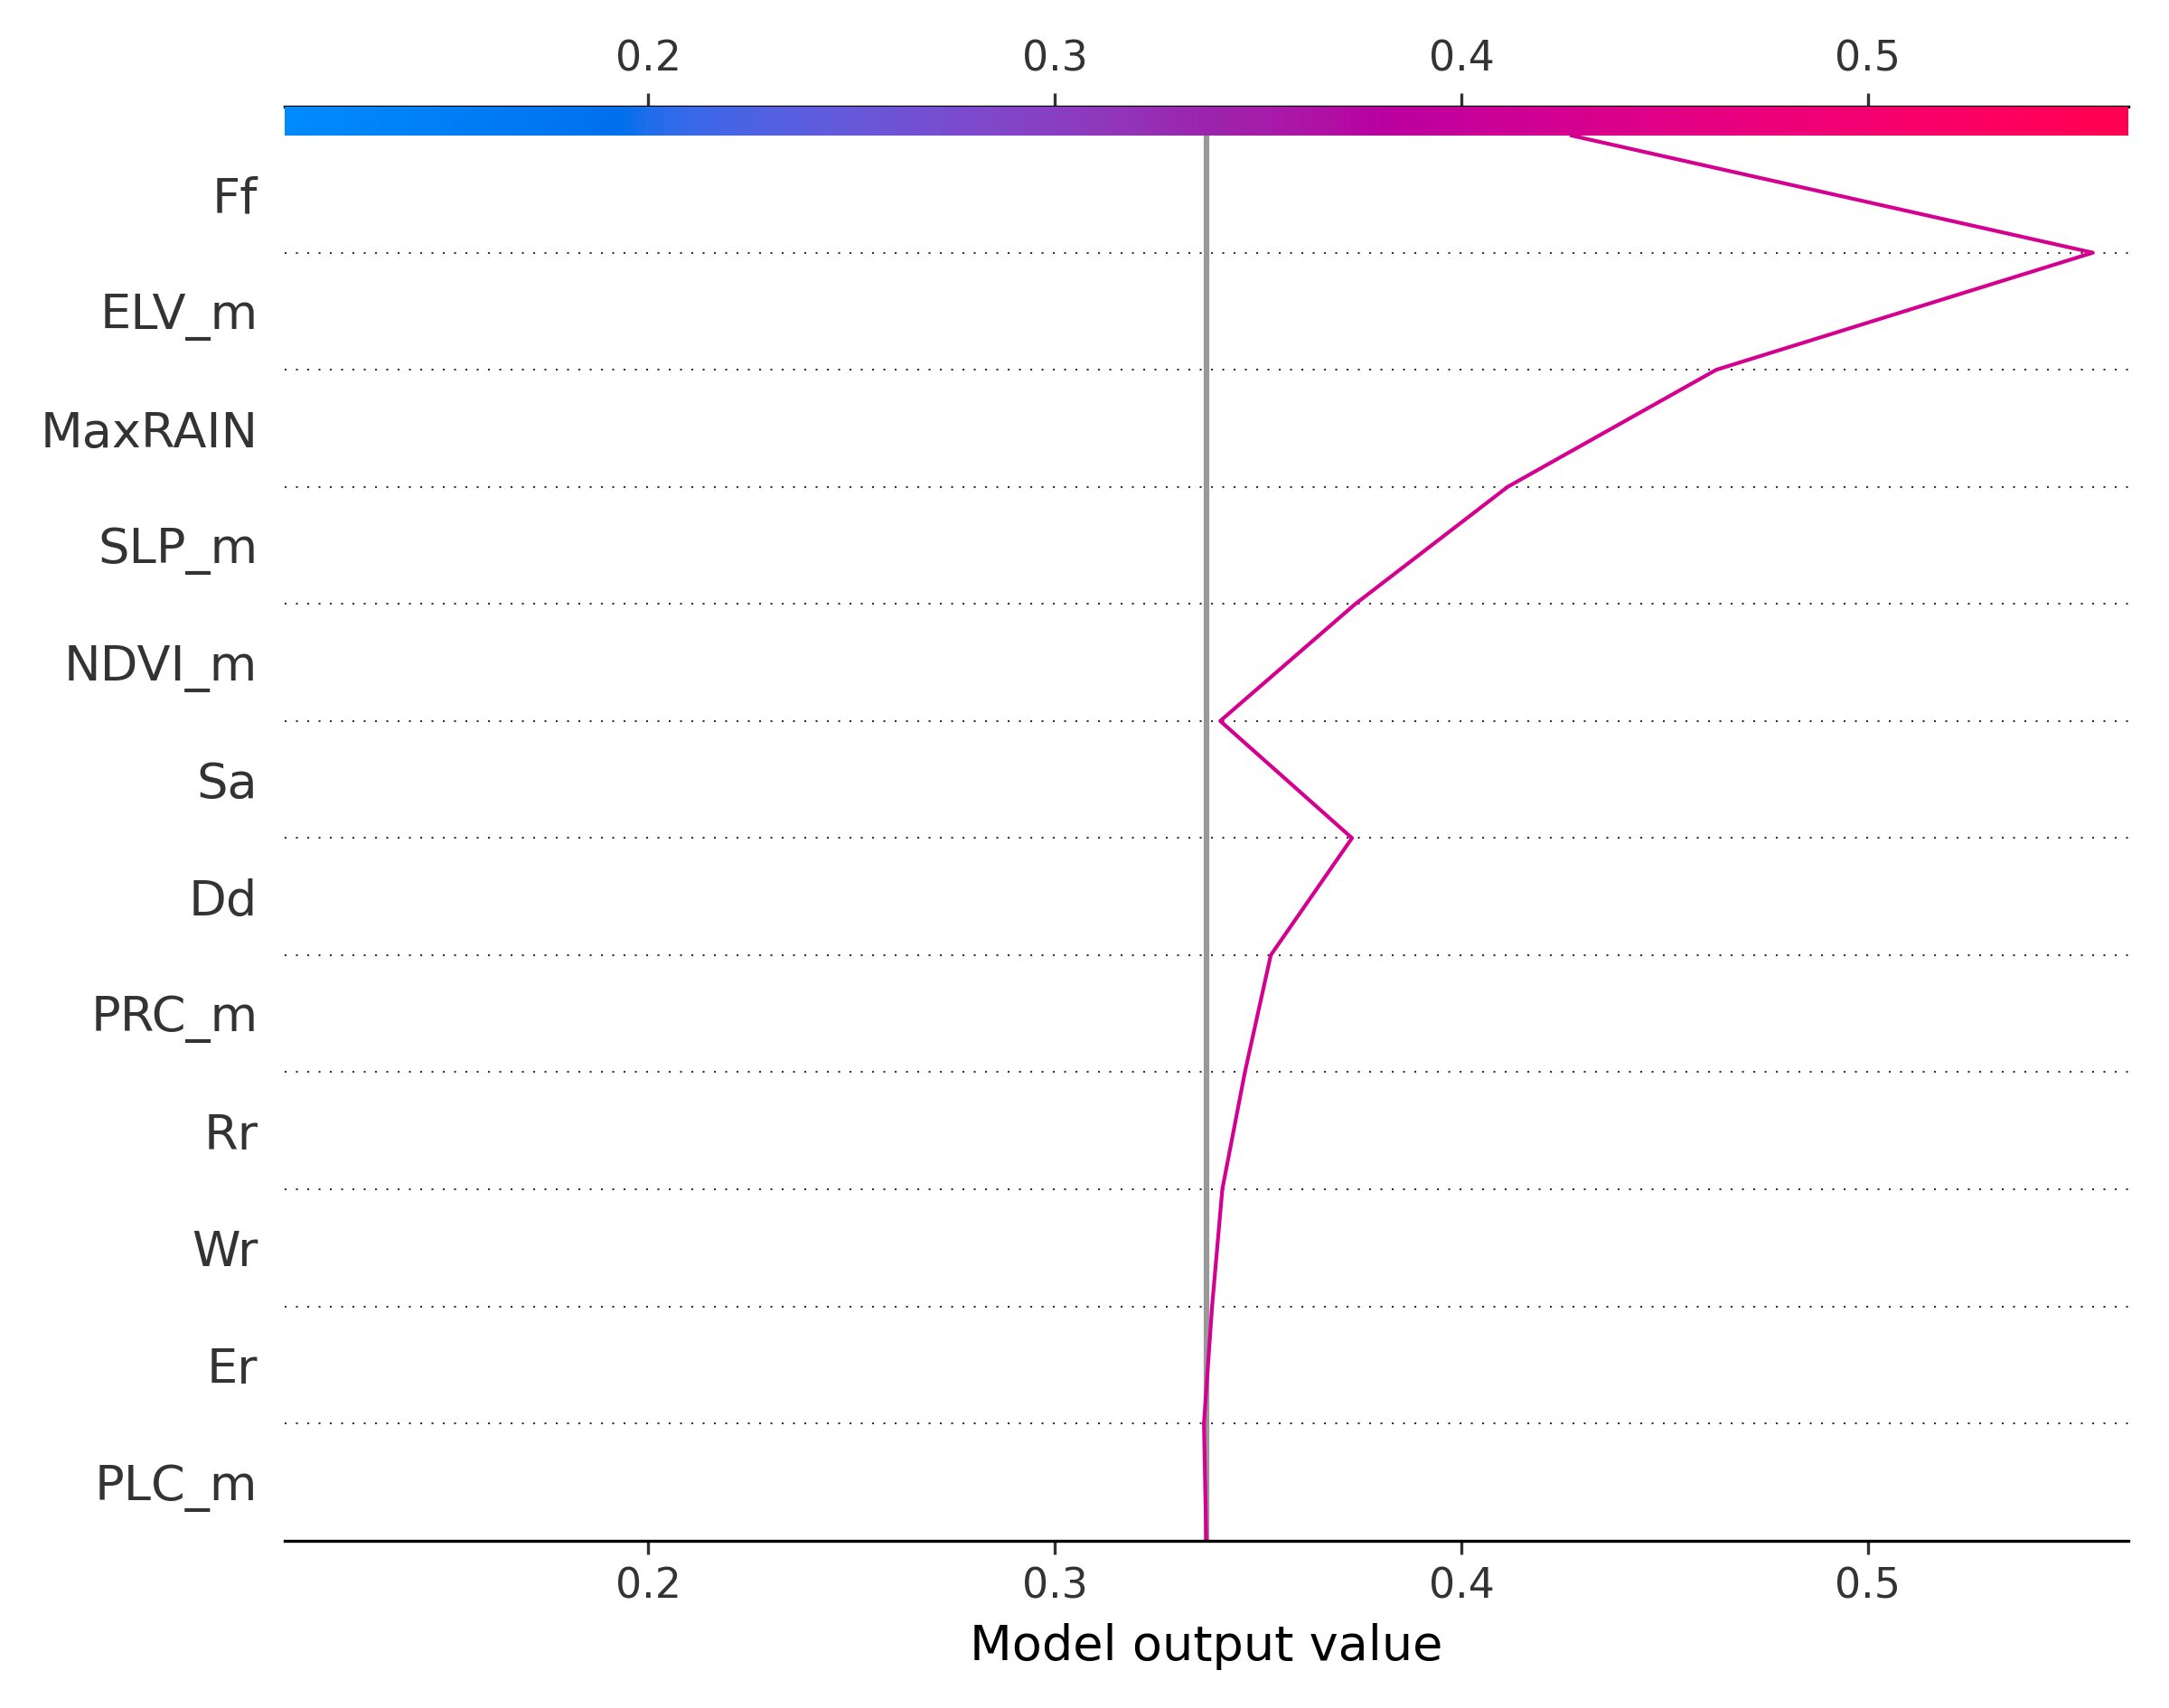 0.2 0.3 0.4 0.5
Ff
ELV_m
MaxRAIN
SLP_m
NDVI_m
Sa
Dd
PRC_m
Rr
Wr
Er
PLC_m
0.2 0.3 0.4 0.5
Model output value